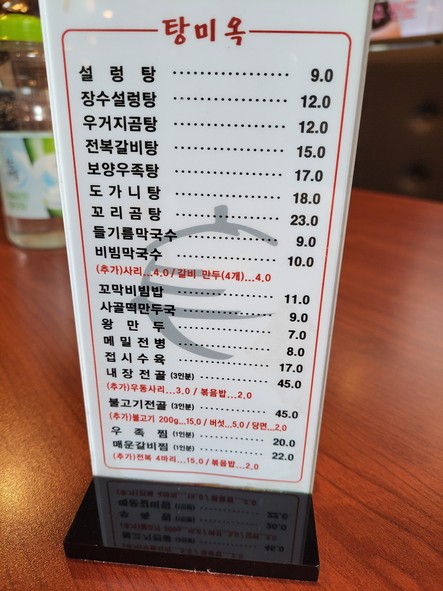 탕미옥
설렁탕 ………… 9.0
장수설렁탕 ………… 12.0
우거지곰탕 ………… 12.0
전복갈비탕 ………… 15.0
보양우족탕 ………… 17.0
도가니탕 ………… 18.0
꼬리곰탕 ………… 23.0
들기름막국수 ………… 9.0
비빔막국수 ………… 10.0
(추가)사리...4.0/갈비 만두(4개)...4.0
꼬막비빔밥 ………… 11.0
사골떡만두국 ………… 9.0
왕만두 ………… 7.0
메밀전병 ………… 8.0
접시수육 ………… 17.0
내장전골 (3인분) ………… 45.0
(추가)우동사리...3.0 / 볶음밥...2.0
불고기전골 (3인분) ………… 45.0
(추가)불고기 200g...15.0 / 버섯...5.0 / 당면...2.0
우족찜 (1인분) ………… 20.0
매운갈비찜 (1인분) ………… 22.0
(추가)전복 4마리...15.0 / 볶음밥...2.0